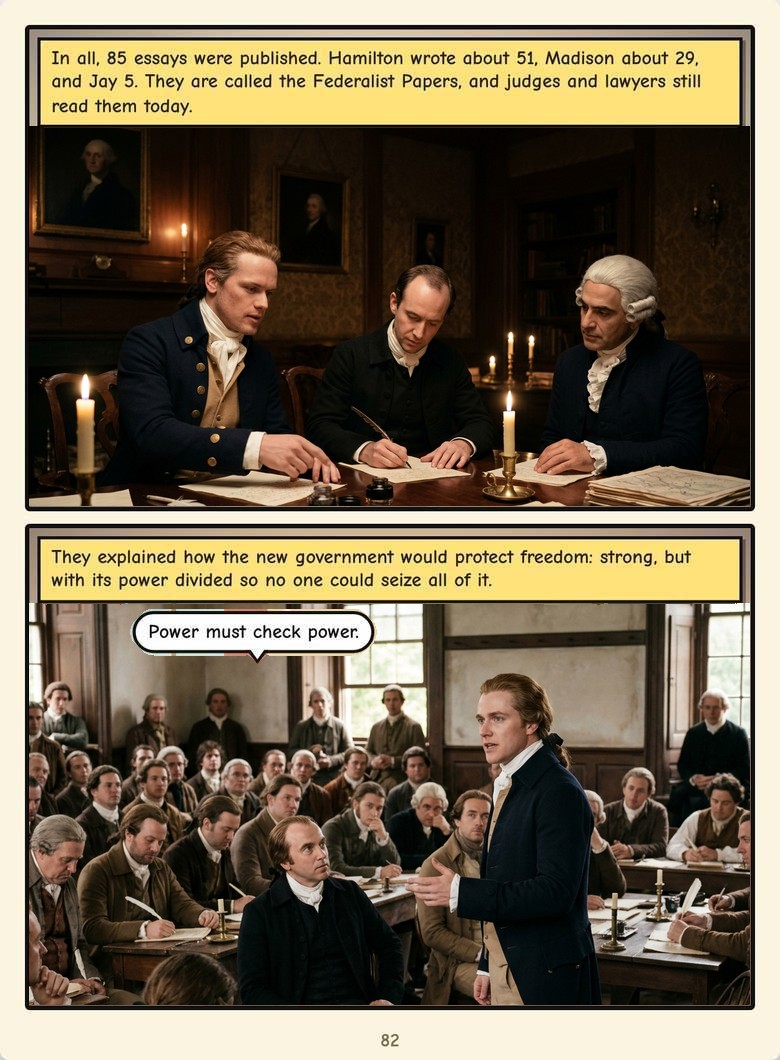 In all, 85 essays were published. Hamilton wrote about 51, Madison about 29,
and Jay 5. They are called the Federalist Papers, and judges and lawyers still
read them today.
They explained how the new government would protect freedom: strong, but
with its power divided so no one could seize all of it.
Power must check power.
82